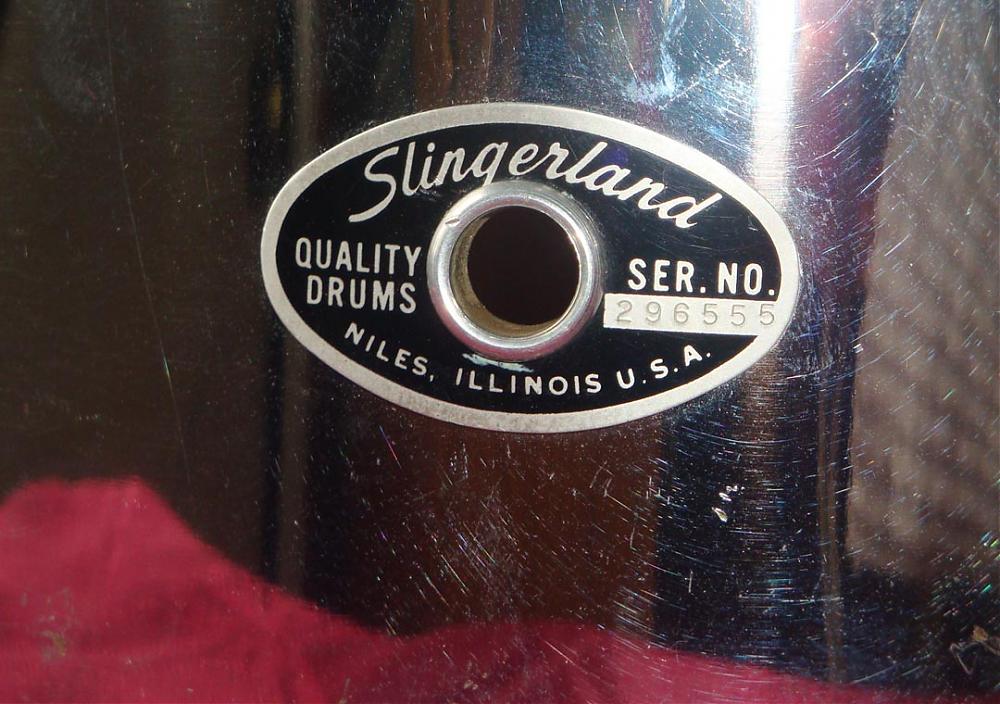 Slingerland
QUALITY
DRUMS
SER. NO.
296555
NILES, ILLINOIS U.S.A.